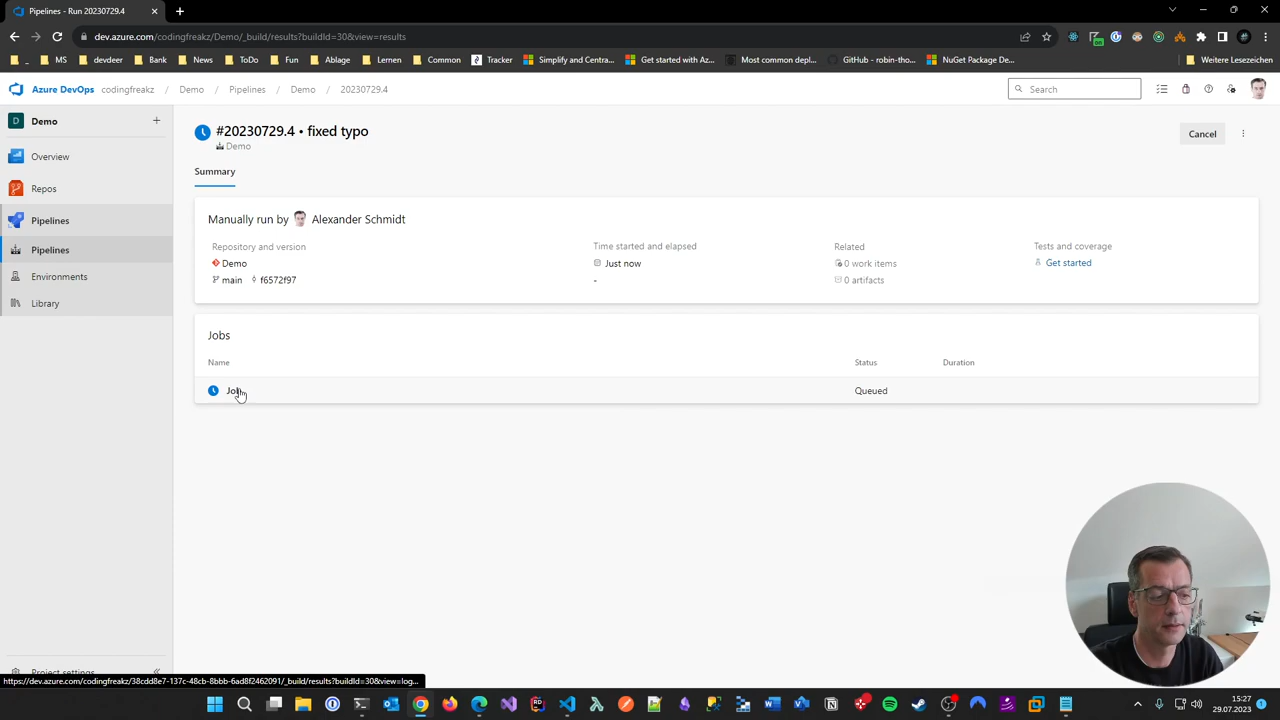 Pipelines - Run 20230729.4
dev.azure.com/codingfreakz/Demo/_build/results?buildId=30&view=results
.. MS devdeer Bank News ToDo Fun Ablage Lernen Common Tracker Simplify and Centra... Get started with Az... Most common depl... GitHub - robin-tho... NuGet Package De... Weitere Lesezeichen
Azure DevOps codingfreakz / Demo / Pipelines / Demo / 20230729.4 Search
D Demo
#20230729.4 • fixed typo
Cancel
Demo
Overview
Summary
Repos
Pipelines
Manually run by Alexander Schmidt
Pipelines
Repository and version Time started and elapsed Related Tests and coverage
Demo Just now 0 work items Get started
Environments
main f6572f97 - 0 artifacts
Library
Jobs
Name Status Duration
Job Queued
Project settings
https://dev.azure.com/codingfreakz/38cdd8e7-137c-48cb-8bbb-6ad8f2462091/_build/results?buildId=30&view=log...
15:27
29.07.2023